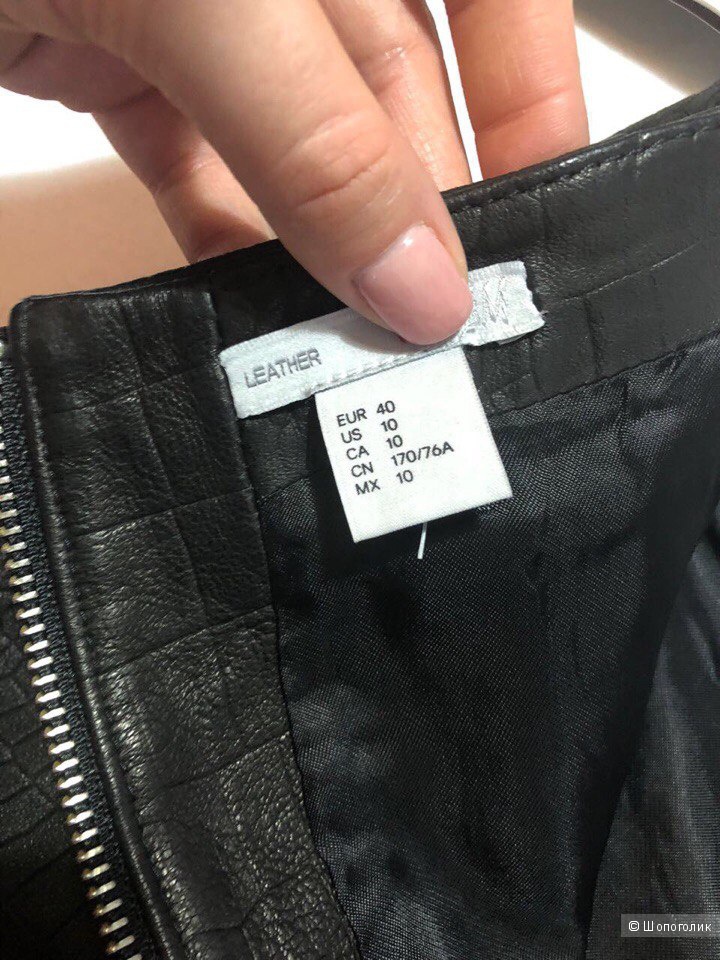 LEATHER
EUR 40
US 10
CA 10
CN 170/76A
MX 10
© Шопоголик